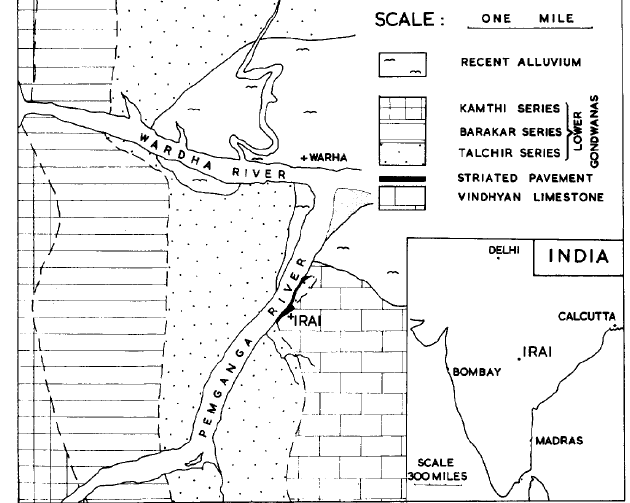 SCALE : ONE MILE
RECENT ALLUVIUM
KAMTHI SERIES
BARAKAR SERIES
TALCHIR SERIES
LOWER
GONDWANAS
STRIATED PAVEMENT
VINDHYAN LIMESTONE
WARDHA RIVER
+WARHA
PEMGANGA RIVER
+IRAI
INDIA
DELHI
CALCUTTA
IRAI
BOMBAY
MADRAS
SCALE
300 MILES